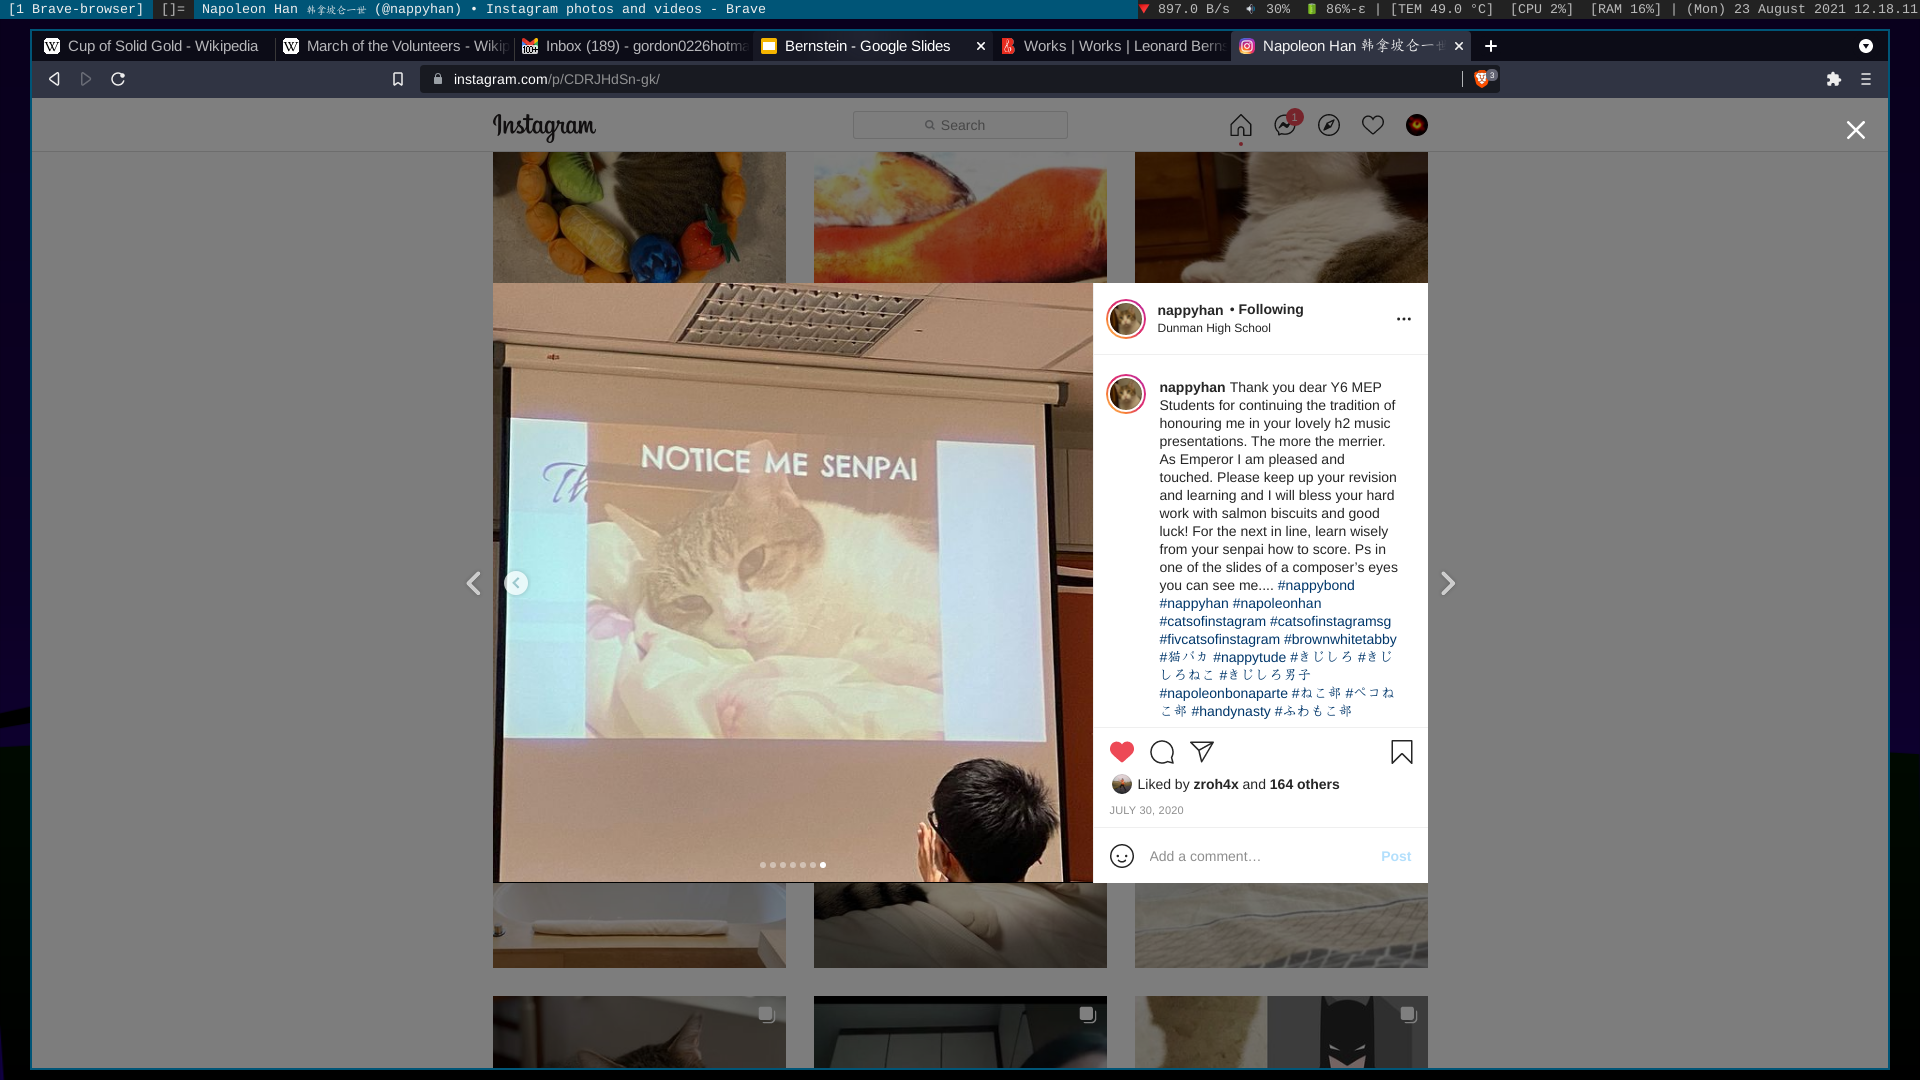 [1 Brave-browser] []= Napoleon Han 韩拿坡仑一世 (@nappyhan) • Instagram photos and videos - Brave
897.0 B/s 30% 86%-ε | [TEM 49.0 °C] [CPU 2%] [RAM 16%] | (Mon) 23 August 2021 12.18.11
Cup of Solid Gold - Wikipedia
March of the Volunteers - Wikip
Inbox (189) - gordon0226hotma
Bernstein - Google Slides
Works | Works | Leonard Berns
Napoleon Han 韩拿坡仑一
instagram.com/p/CDRJHdSn-gk/
3
Instagram
Search
1
NOTICE ME SENPAI
Th
nappyhan • Following
Dunman High School
nappyhan Thank you dear Y6 MEP
Students for continuing the tradition of
honouring me in your lovely h2 music
presentations. The more the merrier.
As Emperor I am pleased and
touched. Please keep up your revision
and learning and I will bless your hard
work with salmon biscuits and good
luck! For the next in line, learn wisely
from your senpai how to score. Ps in
one of the slides of a composer’s eyes
you can see me.... #nappybond
#nappyhan #napoleonhan
#catsofinstagram #catsofinstagramsg
#fivcatsofinstagram #brownwhitetabby
#猫バカ #nappytude #きじしろ #きじ
しろねこ #きじしろ男子
#napoleonbonaparte #ねこ部 #ペコね
こ部 #handynasty #ふわもこ部
Liked by zroh4x and 164 others
JULY 30, 2020
Add a comment…
Post